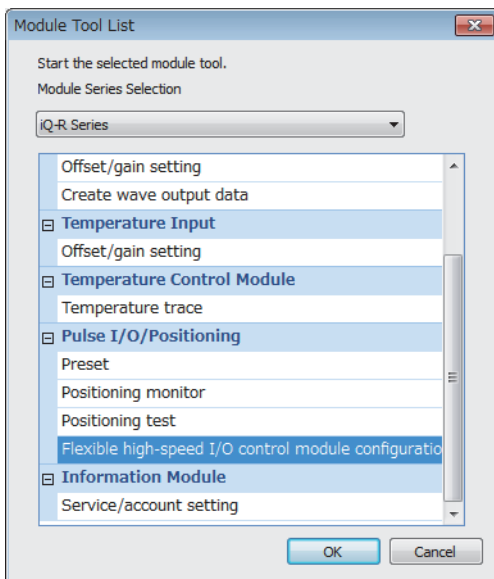 Module Tool List
Start the selected module tool.
Module Series Selection
iQ-R Series
Offset/gain setting
Create wave output data
Temperature Input
Offset/gain setting
Temperature Control Module
Temperature trace
Pulse I/O/Positioning
Preset
Positioning monitor
Positioning test
Flexible high-speed I/O control module configuratio
Information Module
Service/account setting
OK Cancel